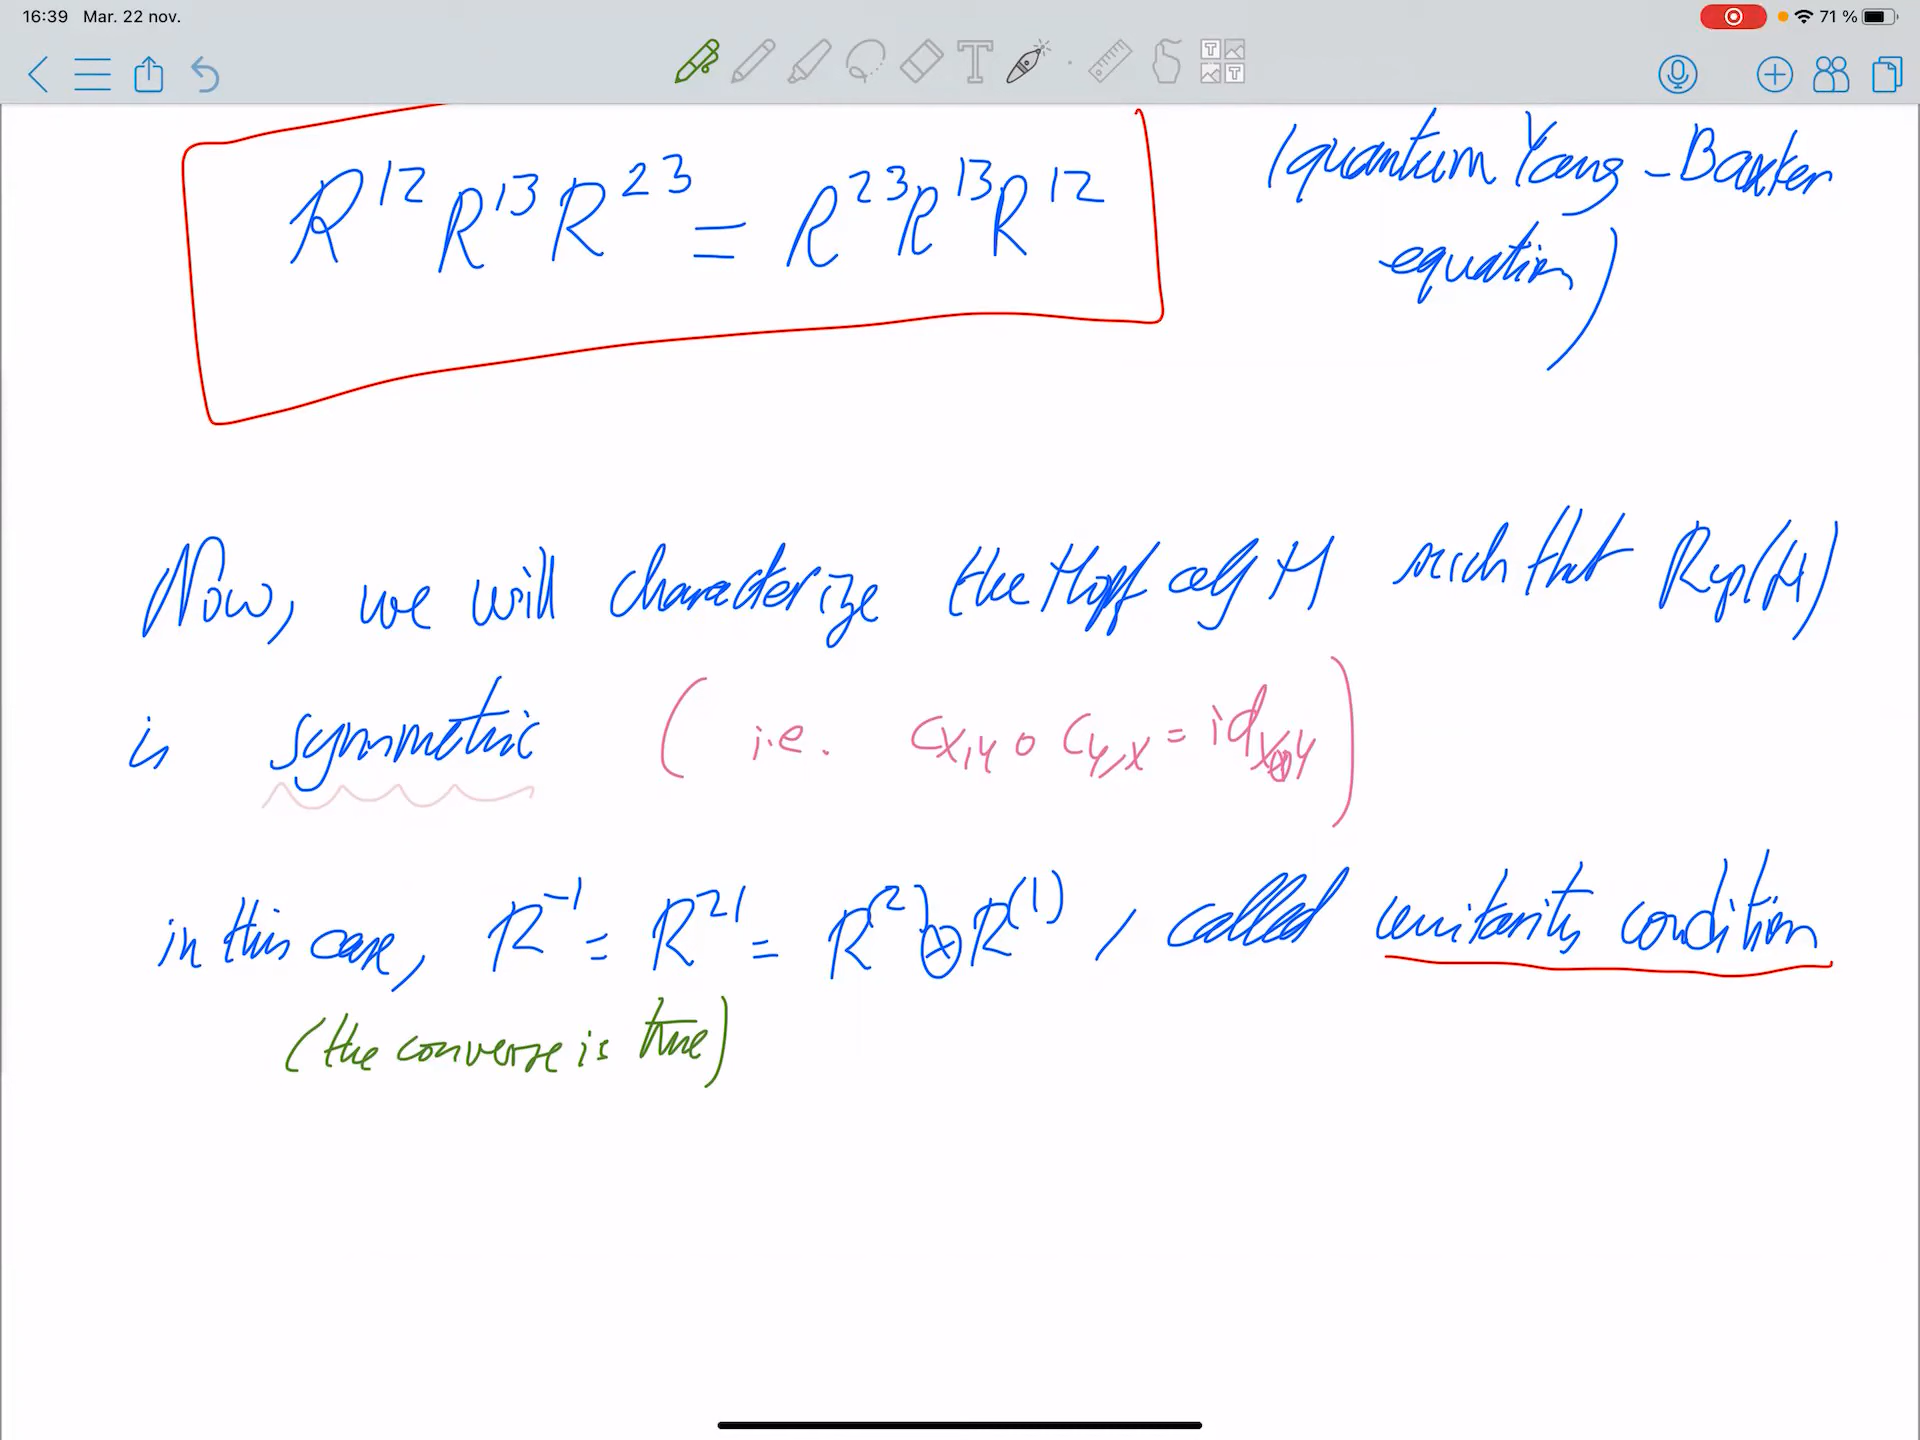 16:39 Mar. 22 nov. 71 %
R^12 R^13 R^23 = R^23 R^13 R^12 (quantum Yang-Baxter
equation)
Now, we will characterize the Hopf alg H such that Rep(H)
is symmetric (i.e. c_{X,Y} ∘ c_{Y,X} = id_{X⊗Y})
in this case, R^-1 = R^21 = R^(2) ⊗ R^(1), called unitarity condition
(the converse is true)